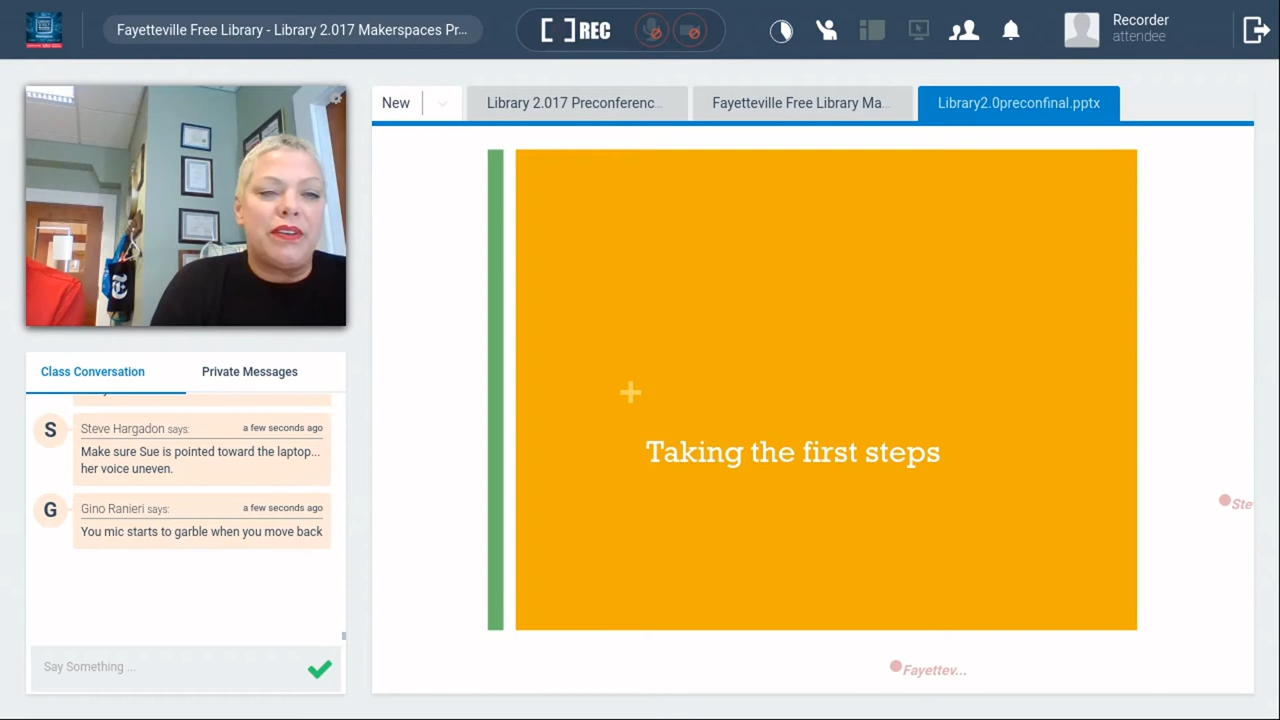 Fayetteville Free Library - Library 2.017 Makerspaces Pr...
[ ] REC
Recorder
attendee
New
Library 2.017 Preconferenc...
Fayetteville Free Library Ma...
Library2.0preconfinal.pptx
Class Conversation
Private Messages
Steve Hargadon says:
a few seconds ago
S
Make sure Sue is pointed toward the laptop...
her voice uneven.
Gino Ranieri says:
a few seconds ago
G
You mic starts to garble when you move back
Say Something ...
+
Taking the first steps
Ste
Fayettev...